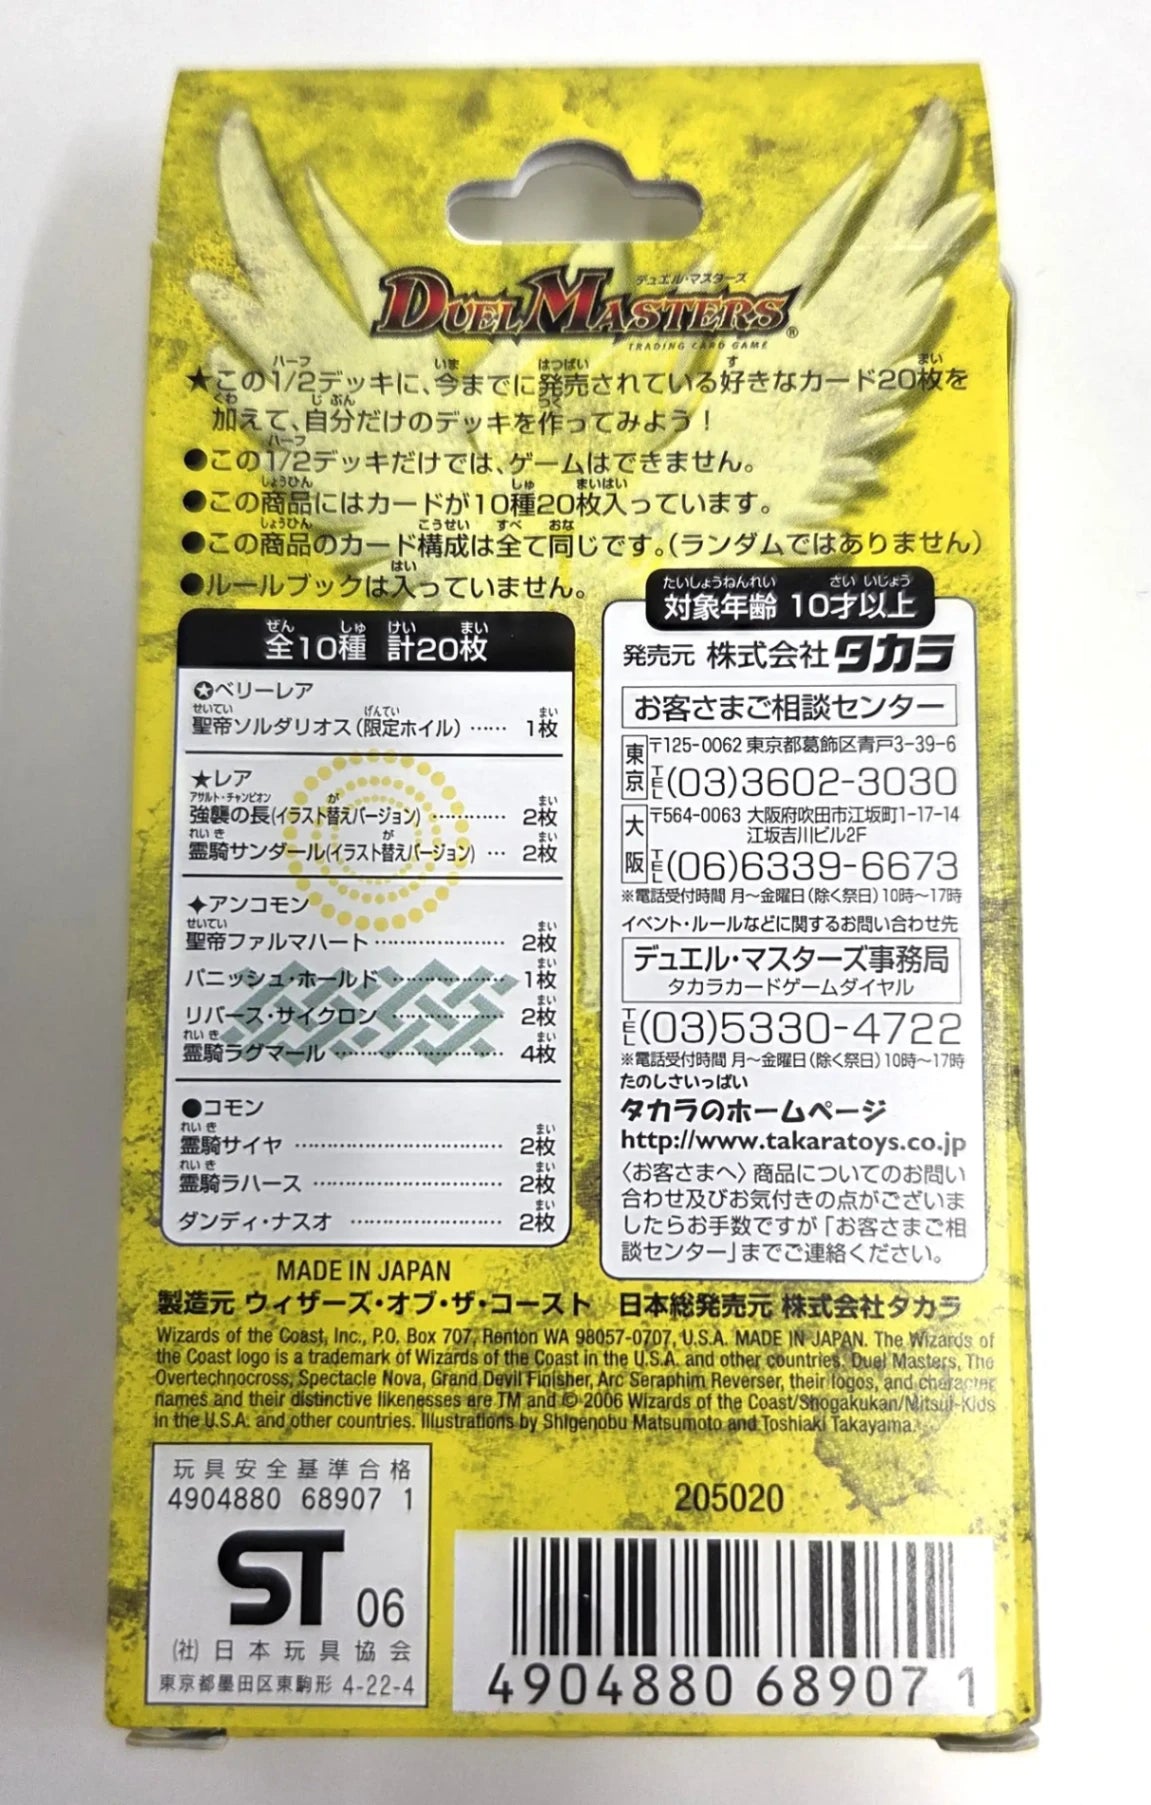 デュエル・マスターズ
DUEL MASTERS®
TRADING CARD GAME
★この1/2デッキに、今までに発売されている好きなカード20枚を
加えて、自分だけのデッキを作ってみよう！
●この1/2デッキだけでは、ゲームはできません。
●この商品にはカードが10種20枚入っています。
●この商品のカード構成は全て同じです。(ランダムではありません)
●ルールブックは入っていません。
全10種 計20枚
✪ベリーレア
聖帝ソルダリオス(限定ホイル) …… 1枚
★レア
強襲の長(イラスト替えバージョン) ………… 2枚
霊騎サンダール(イラスト替えバージョン) … 2枚
✦アンコモン
聖帝ファルマハート ………………… 2枚
バニッシュ・ホールド ………………… 1枚
リバース・サイクロン ………………… 2枚
霊騎ラグマール ………………… 4枚
●コモン
霊騎サイヤ ………………… 2枚
霊騎ラハース ………………… 2枚
ダンディ・ナスオ ………………… 2枚
対象年齢 10才以上
発売元 株式会社タカラ
お客さまご相談センター
東京 〒125-0062 東京都葛飾区青戸3-39-6
TEL(03)3602-3030
大阪 〒564-0063 大阪府吹田市江坂町1-17-14
江坂吉川ビル2F
TEL(06)6339-6673
※電話受付時間 月～金曜日(除く祭日)10時～17時
イベント・ルールなどに関するお問い合わせ先
デュエル・マスターズ事務局
タカラカードゲームダイヤル
TEL(03)5330-4722
※電話受付時間 月～金曜日(除く祭日)10時～17時
たのしさいっぱい
タカラのホームページ
http://www.takaratoys.co.jp
〈お客さまへ〉商品についてのお問い
合わせ及びお気付きの点がございま
したらお手数ですが「お客さまご相
談センター」までご連絡ください。
MADE IN JAPAN
製造元 ウィザーズ・オブ・ザ・コースト 日本総発売元 株式会社タカラ
Wizards of the Coast, Inc., P.O. Box 707, Renton WA 98057-0707, U.S.A. MADE IN JAPAN. The Wizards of
the Coast logo is a trademark of Wizards of the Coast in the U.S.A. and other countries. Duel Masters, The
Overtechnocross, Spectacle Nova, Grand Devil Finisher, Arc Seraphim Reverser, their logos, and character
names and their distinctive likenesses are TM and © 2006 Wizards of the Coast/Shogakukan/Mitsui-Kids
in the U.S.A. and other countries. Illustrations by Shigenobu Matsumoto and Toshiaki Takayama.
玩具安全基準合格
4904880 68907 1
ST 06
(社)日本玩具協会
東京都墨田区東駒形 4-22-4
205020
4904880 689071